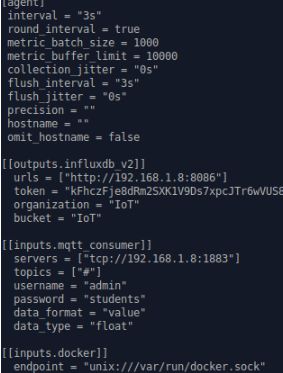 [agent]
interval = "3s"
round_interval = true
metric_batch_size = 1000
metric_buffer_limit = 10000
collection_jitter = "0s"
flush_interval = "3s"
flush_jitter = "0s"
precision = ""
hostname = ""
omit_hostname = false
[[outputs.influxdb_v2]]
urls = ["http://192.168.1.8:8086"]
token = "kFhczFje8dRm2SXK1V9Ds7xpcJTr6wVUS8
organization = "IoT"
bucket = "IoT"
[[inputs.mqtt_consumer]]
servers = ["tcp://192.168.1.8:1883"]
topics = ["#"]
username = "admin"
password = "students"
data_format = "value"
data_type = "float"
[[inputs.docker]]
endpoint = "unix:///var/run/docker.sock"